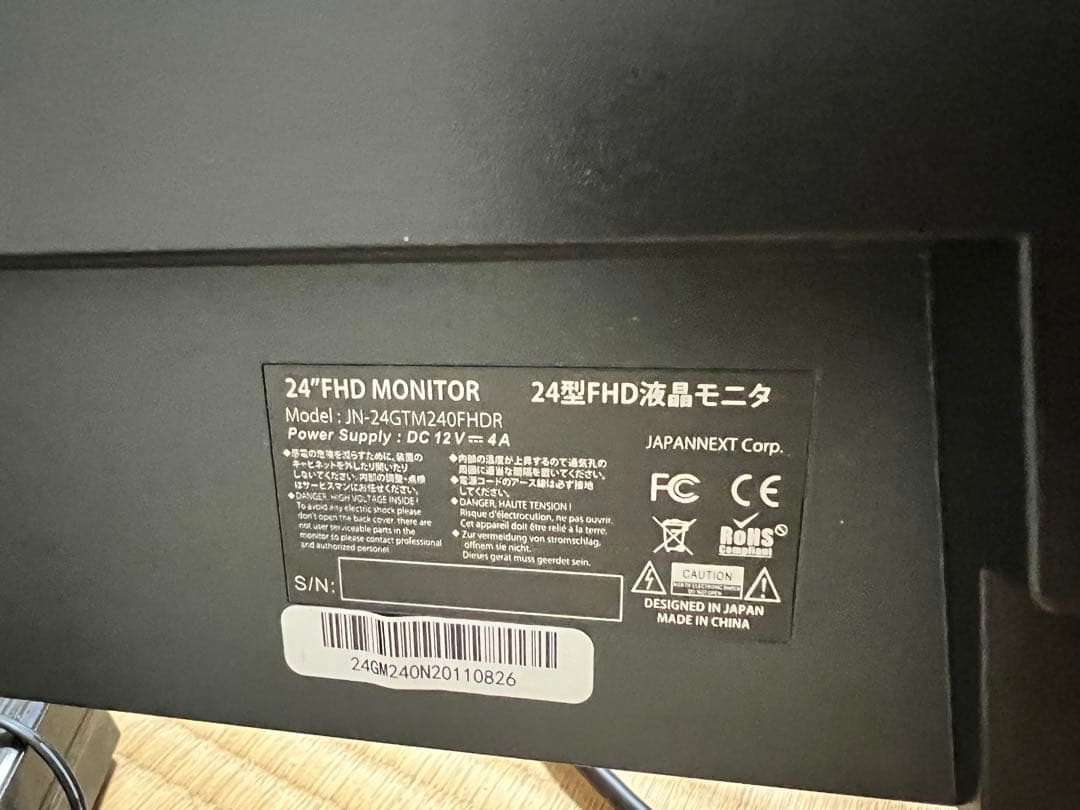 24"FHD MONITOR
24型FHD液晶モニタ
Model : JN-24GTM240FHDR
Power Supply : DC 12V⎓4A
JAPANNEXT Corp.
◆感電の危険を減らすために、装置の
キャビネットを外したり開いたり
しないでください。内部の調整・点検
はサービスマンにお任せください。
◆DANGER, HIGH VOLTAGE INSIDE!
To avoid any electric shock please
don't open the back cover. there are
not user serviceable parts in the
monitor so please contact professional
and authorized personel
◆内部の温度が上昇するので通気孔の
周囲に適当な間隔を置いてください。
◆電源コードのアース線は必ず接地
してください。
◆DANGER, HAUTE TENSION!
Risque d'électrocution, ne pas ouvrir.
Cet appareil doit être relié à la terre.
◆Zur vermeidung von stromschlag,
offnem sie nicht.
Dieses gerat muss geerdet sein.
FC CE
RoHS
Compliant
CAUTION
RISK OF ELECTRONIC SHOCK
DO NOT OPEN
DESIGNED IN JAPAN
MADE IN CHINA
S/N:
24GM240N20110826